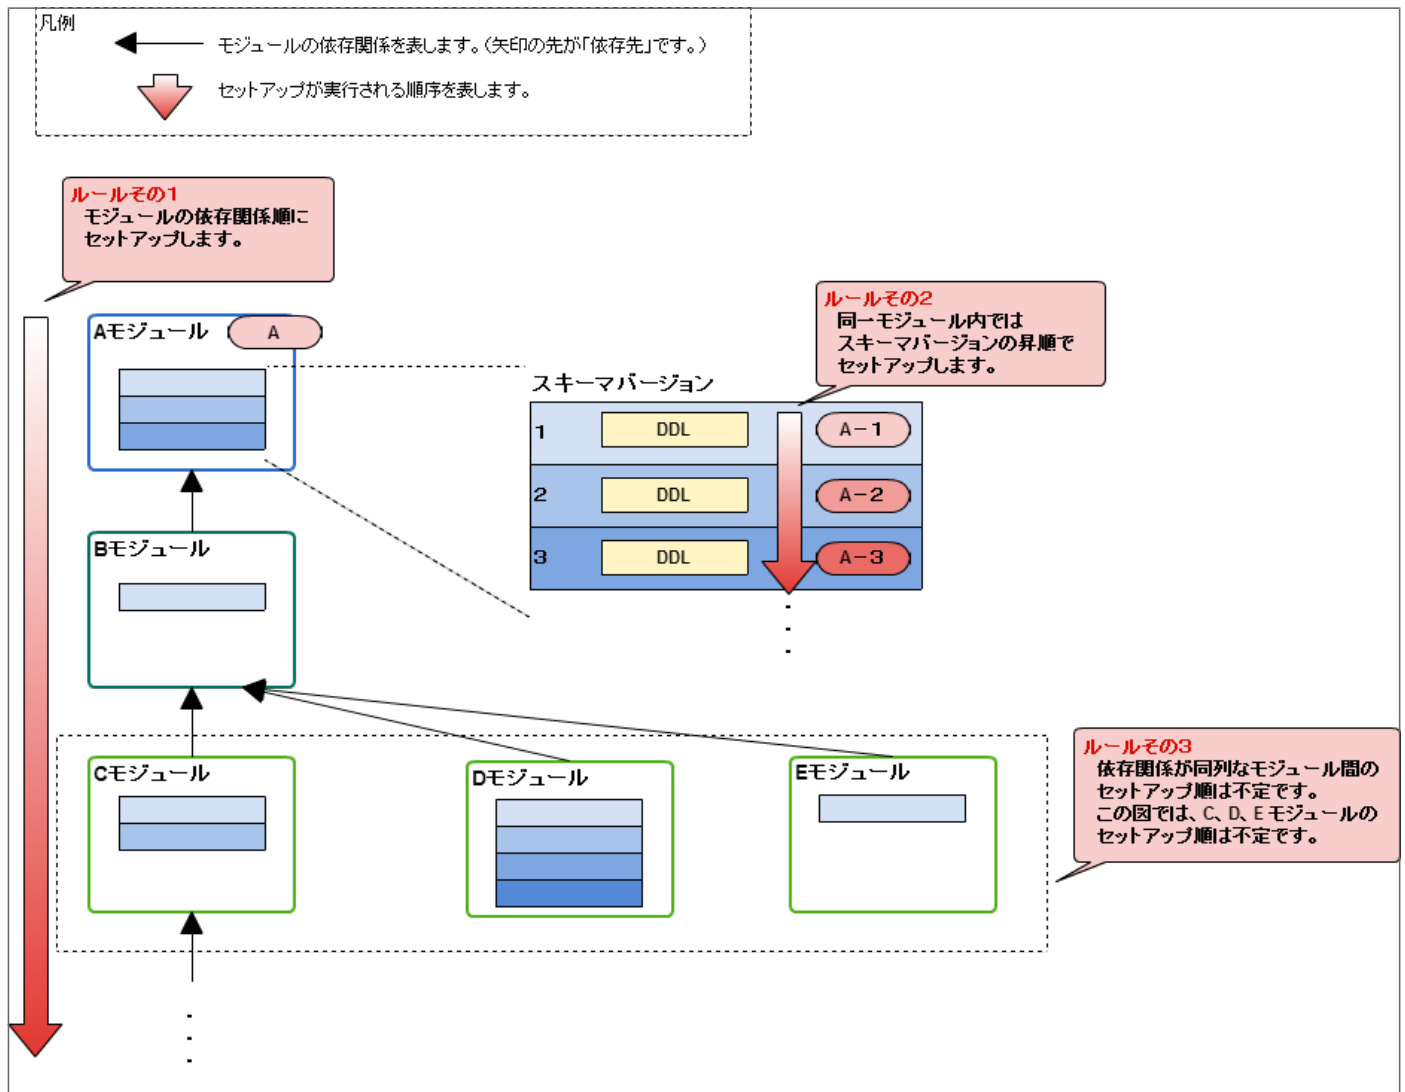 凡例
モジュールの依存関係を表します。(矢印の先が「依存先」です。)
セットアップが実行される順序を表します。
ルールその1
モジュールの依存関係順に
セットアップします。
Aモジュール
A
ルールその2
同一モジュール内では
スキーマバージョンの昇順で
セットアップします。
スキーマバージョン
1
DDL
A－1
2
DDL
A－2
3
DDL
A－3
Bモジュール
Cモジュール
Dモジュール
Eモジュール
ルールその3
依存関係が同列なモジュール間の
セットアップ順は不定です。
この図では、C、D、E モジュールの
セットアップ順は不定です。